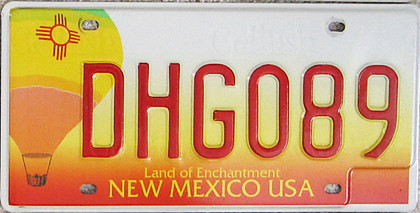 DHG089
Land of Enchantment
NEW MEXICO USA